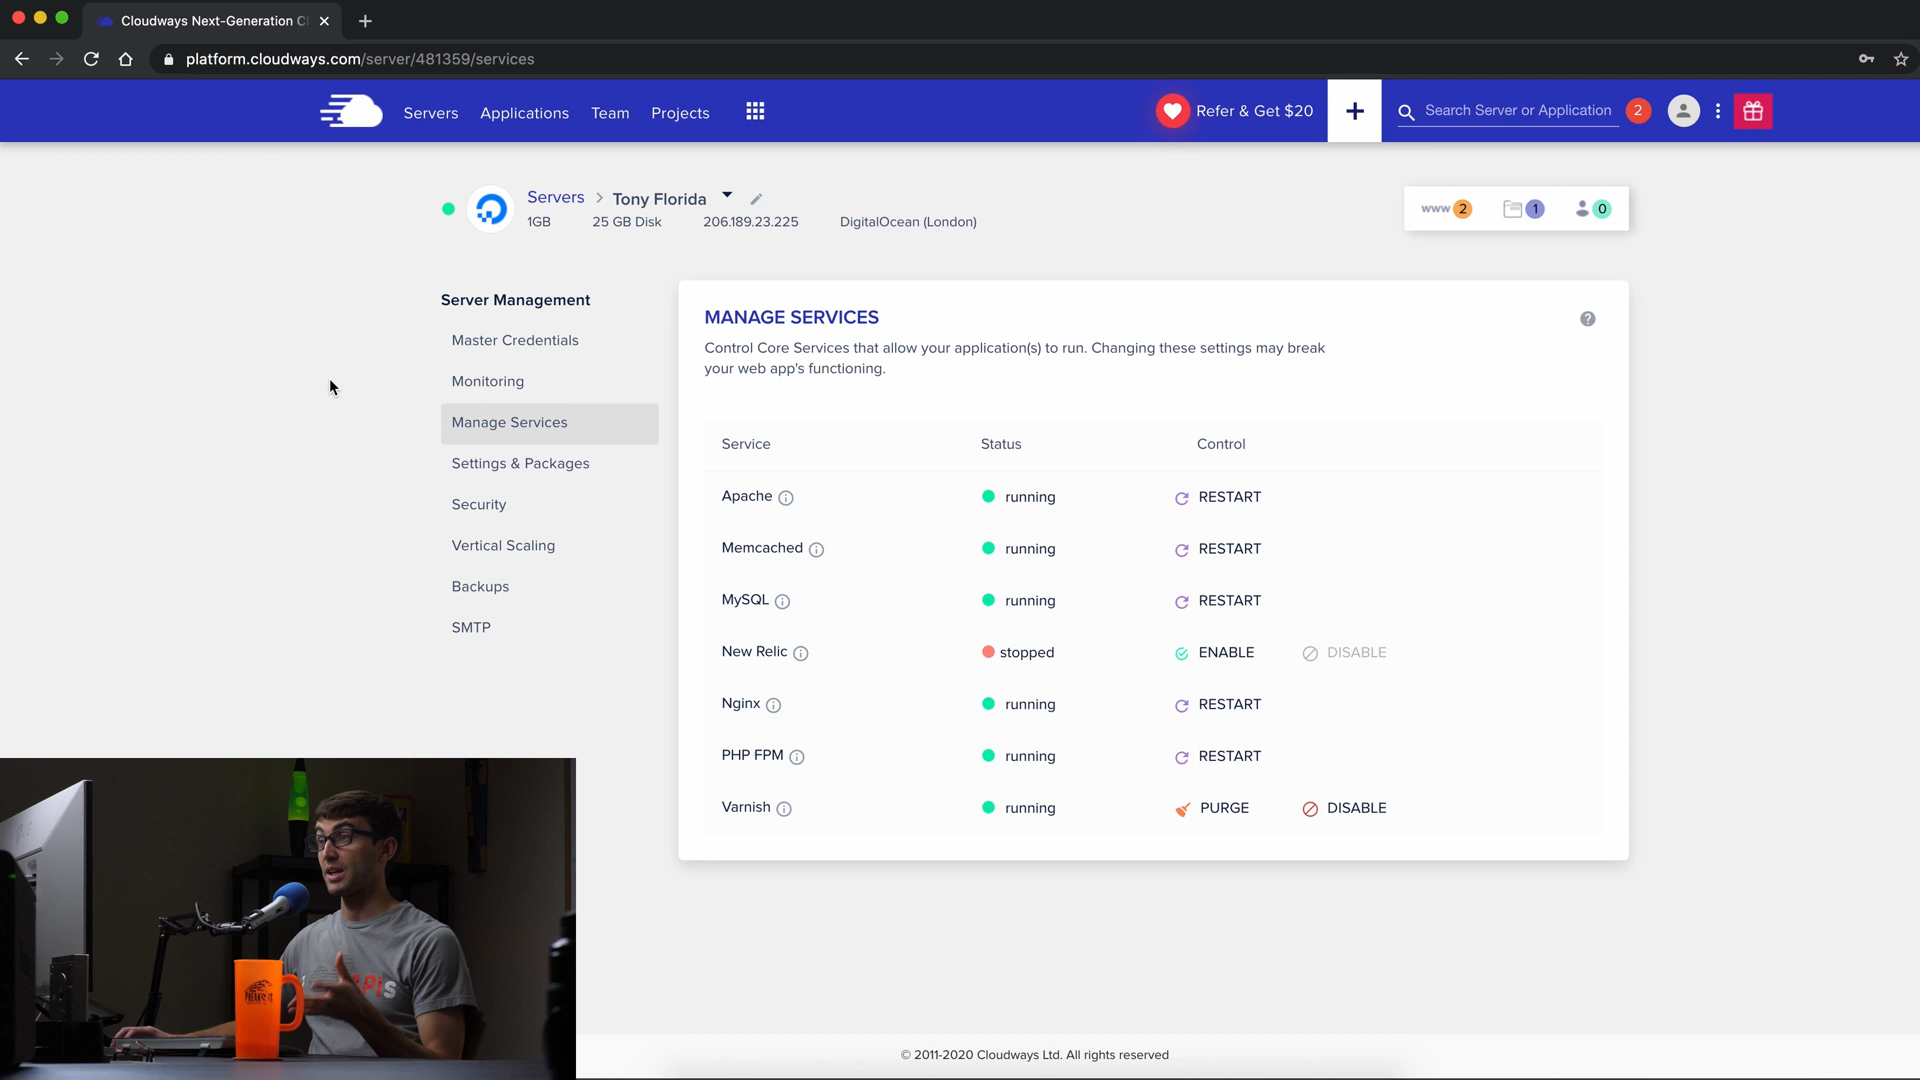 Cloudways Next-Generation Cl
platform.cloudways.com/server/481359/services
Servers
Applications
Team
Projects
Refer & Get $20
Search Server or Application
2
Servers > Tony Florida
1GB
25 GB Disk
206.189.23.225
DigitalOcean (London)
www 2
1
0
Server Management
Master Credentials
Monitoring
Manage Services
Settings & Packages
Security
Vertical Scaling
Backups
SMTP
MANAGE SERVICES
Control Core Services that allow your application(s) to run. Changing these settings may break
your web app's functioning.
Service Status Control
Apache running RESTART
Memcached running RESTART
MySQL running RESTART
New Relic stopped ENABLE DISABLE
Nginx running RESTART
PHP FPM running RESTART
Varnish running PURGE DISABLE
© 2011-2020 Cloudways Ltd. All rights reserved